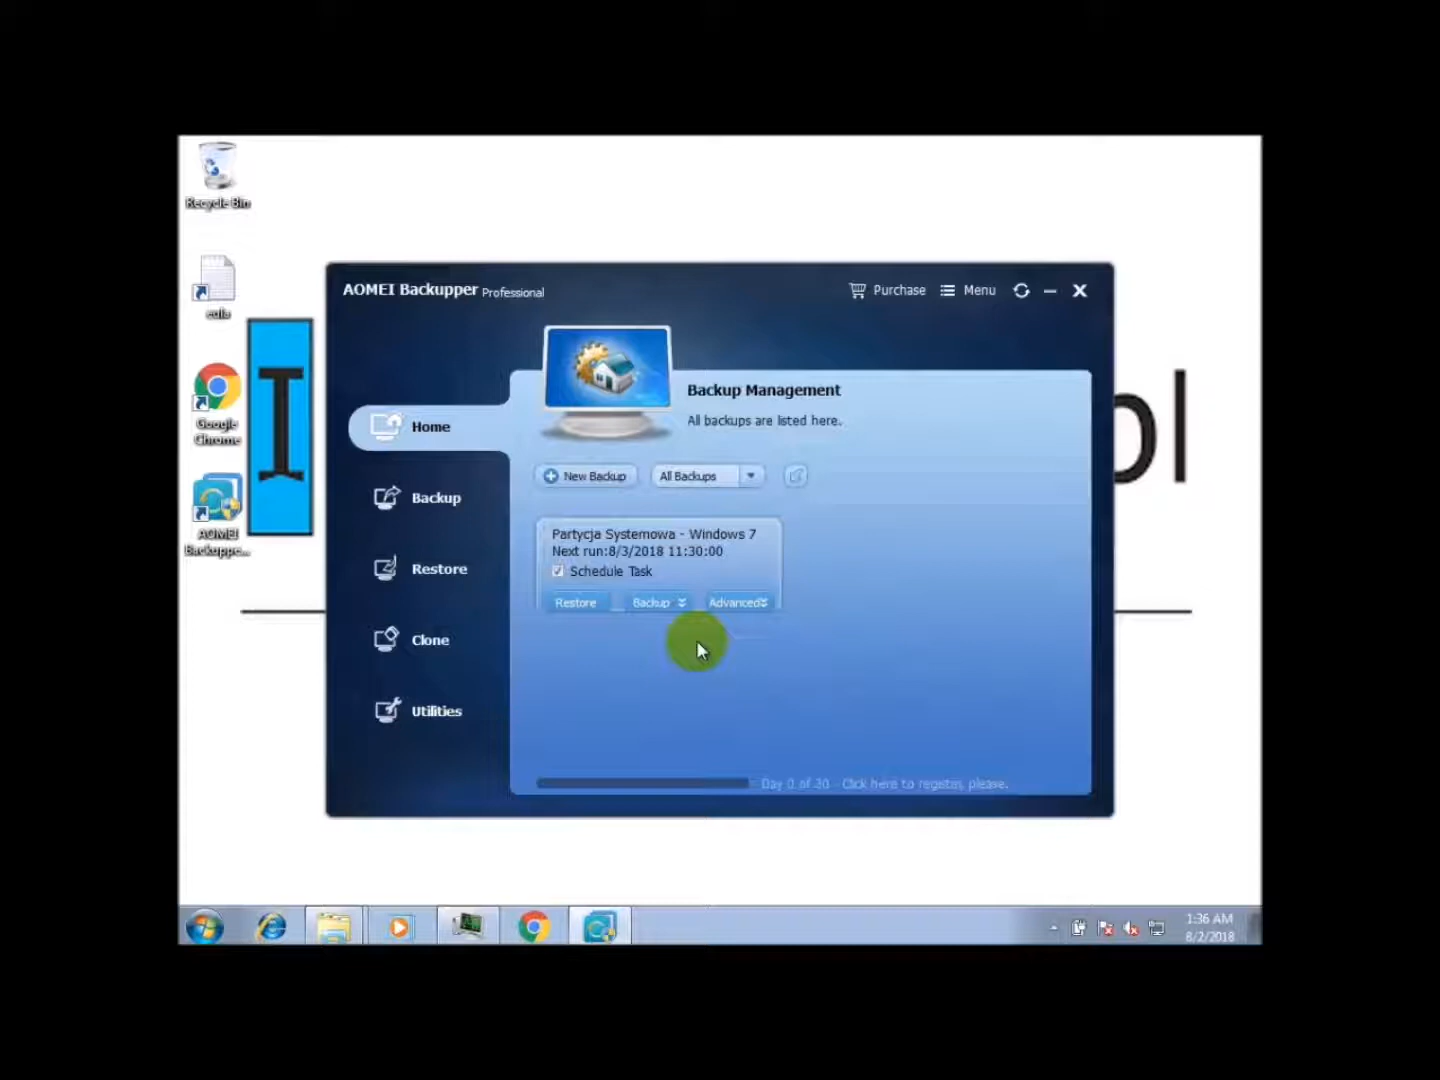 Recycle Bin
eula
Google
Chrome
AOMEI
Backuppe...
I
pl
AOMEI Backupper Professional
Purchase
Menu
Backup Management
All backups are listed here.
Home
Backup
Restore
Clone
Utilities
New Backup
All Backups
Partycja Systemowa - Windows 7
Next run:8/3/2018 11:30:00
Schedule Task
Restore
Backup
Advanced
Day 0 of 30 - Click here to register, please.
1:36 AM
8/2/2018